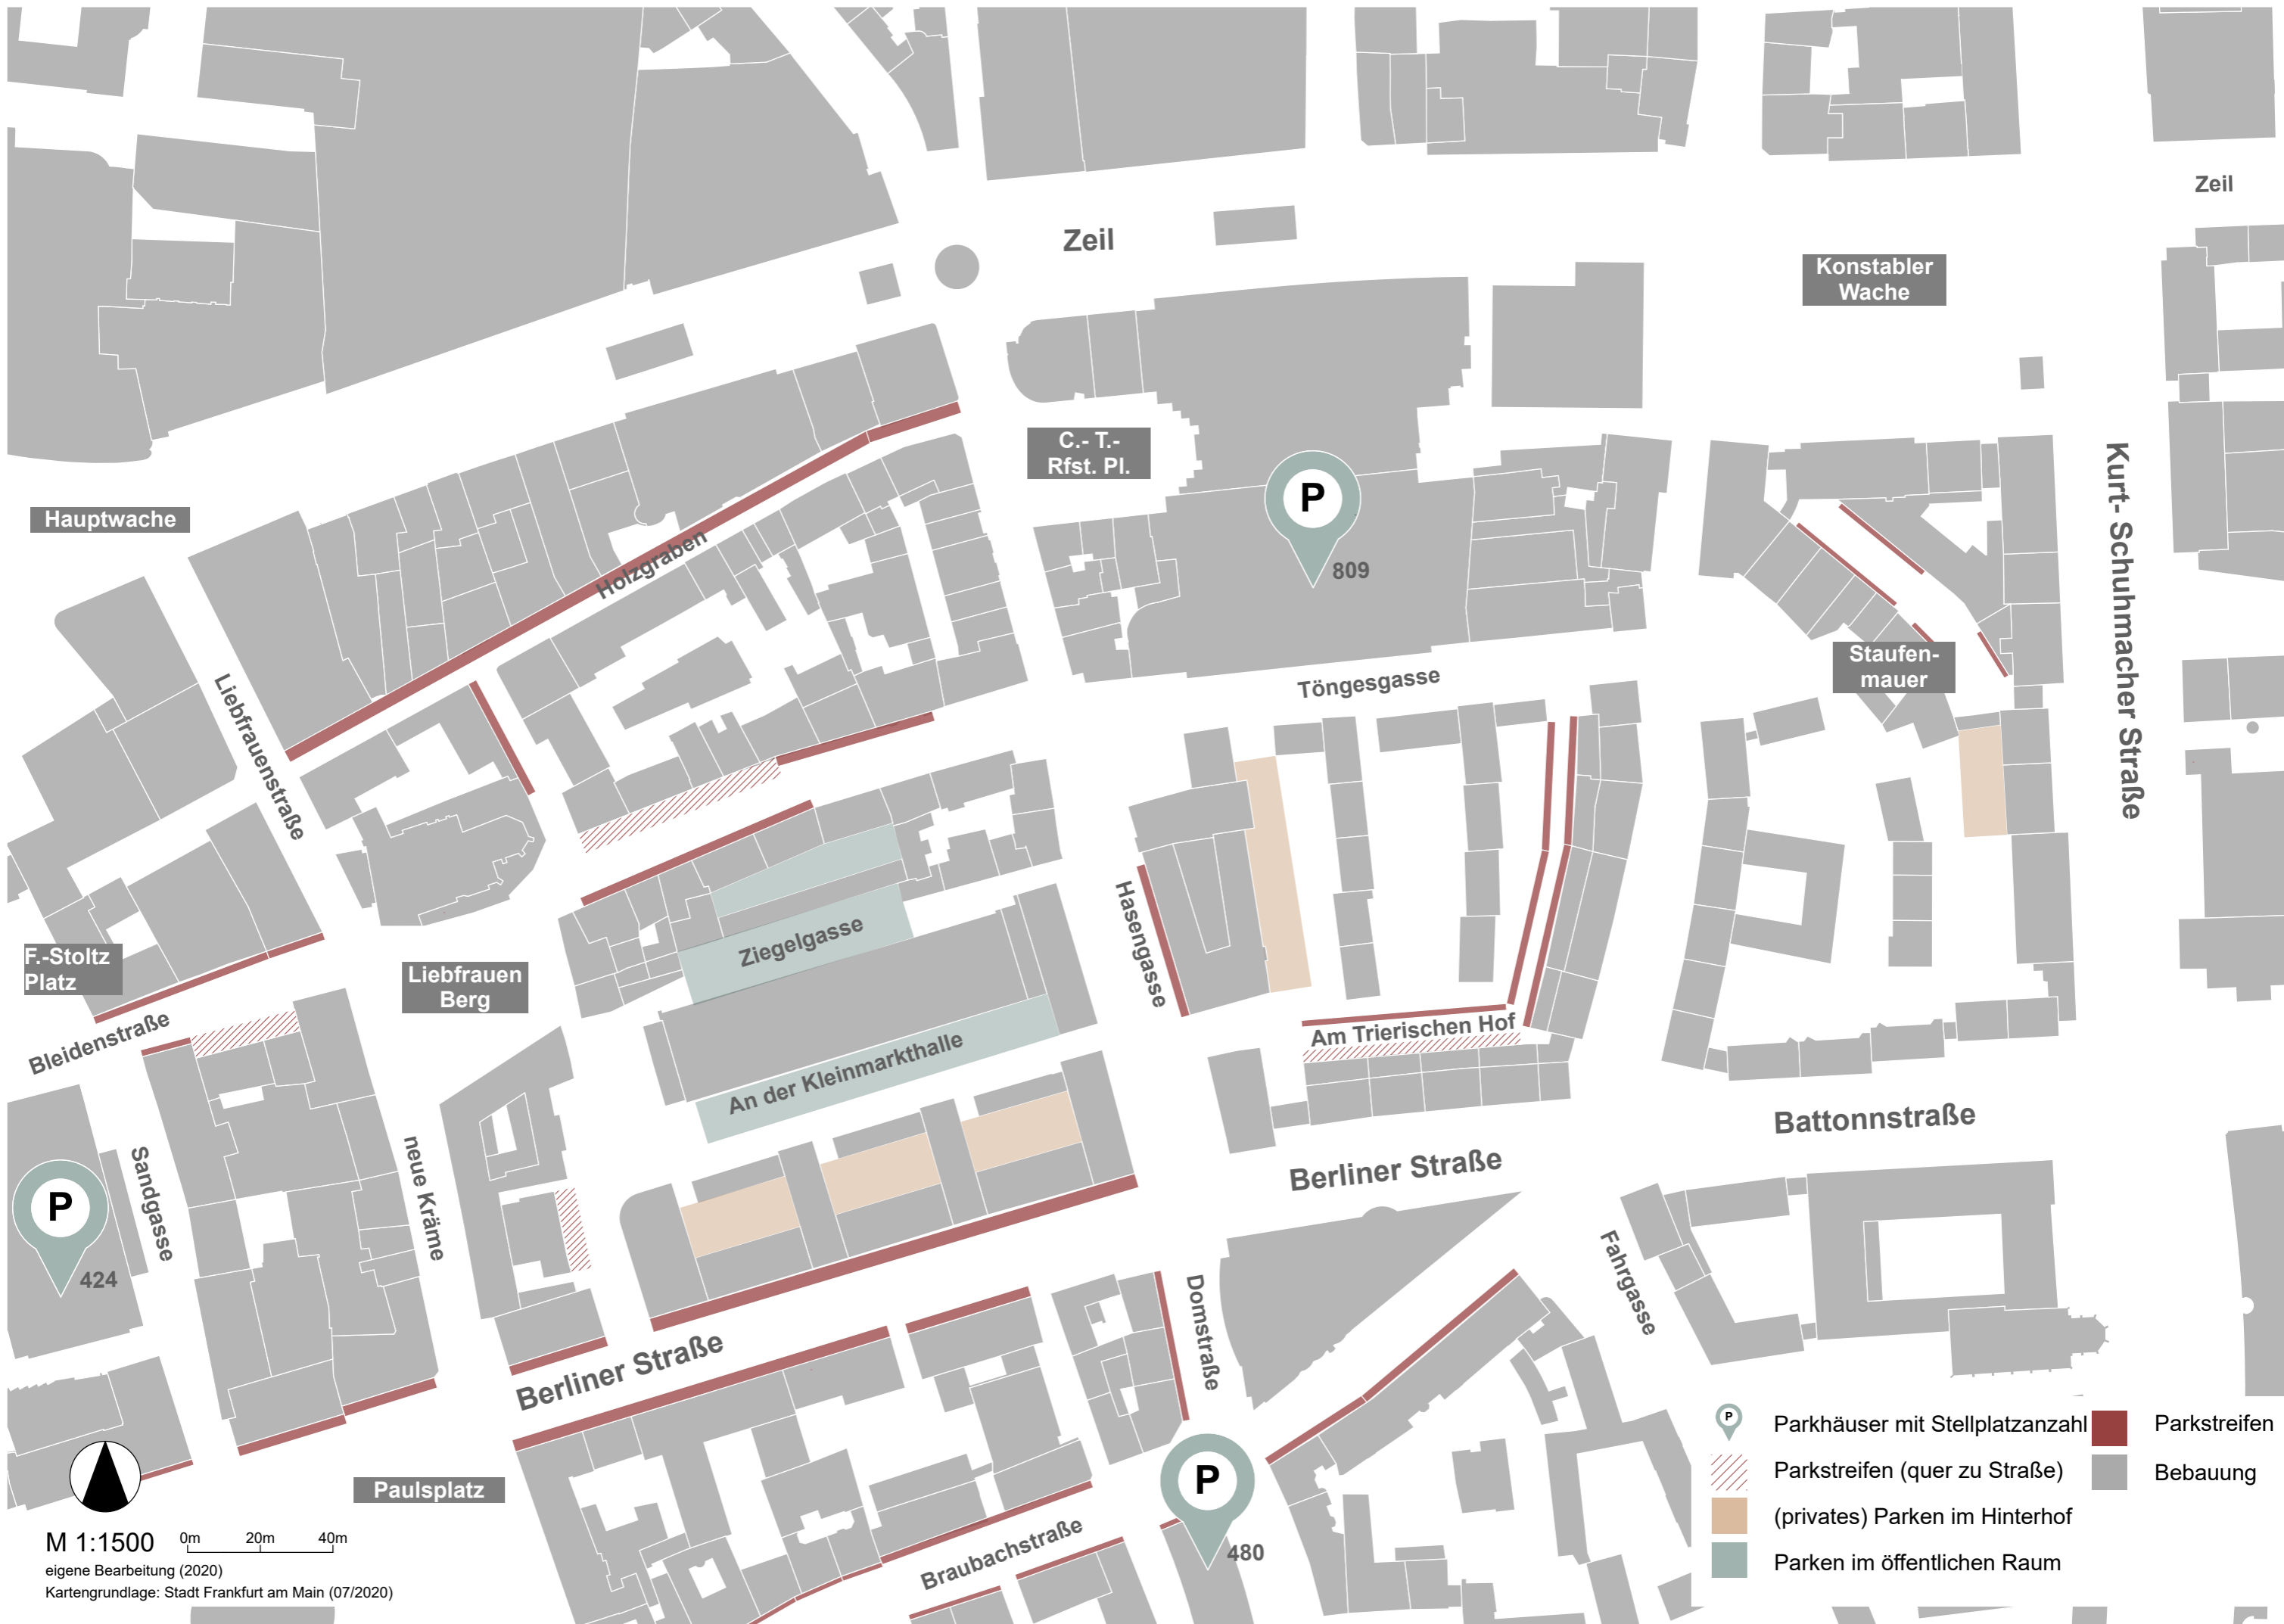 Zeil
Zeil
Konstabler
Wache
C.- T.-
Rfst. Pl.
Hauptwache
P
809
Holzgraben
Kurt- Schuhmacher Straße
Staufen-
mauer
Töngesgasse
Liebfrauenstraße
Hasengasse
Ziegelgasse
F.-Stoltz
Platz
Liebfrauen
Berg
Bleidenstraße
Am Trierischen Hof
An der Kleinmarkthalle
Battonnstraße
Berliner Straße
Sandgasse
neue Kräme
P
424
Fahrgasse
Domstraße
Berliner Straße
Paulsplatz
P
480
Braubachstraße
M 1:1500
0m 20m 40m
eigene Bearbeitung (2020)
Kartengrundlage: Stadt Frankfurt am Main (07/2020)
P
Parkhäuser mit Stellplatzanzahl
Parkstreifen (quer zu Straße)
(privates) Parken im Hinterhof
Parken im öffentlichen Raum
Parkstreifen
Bebauung